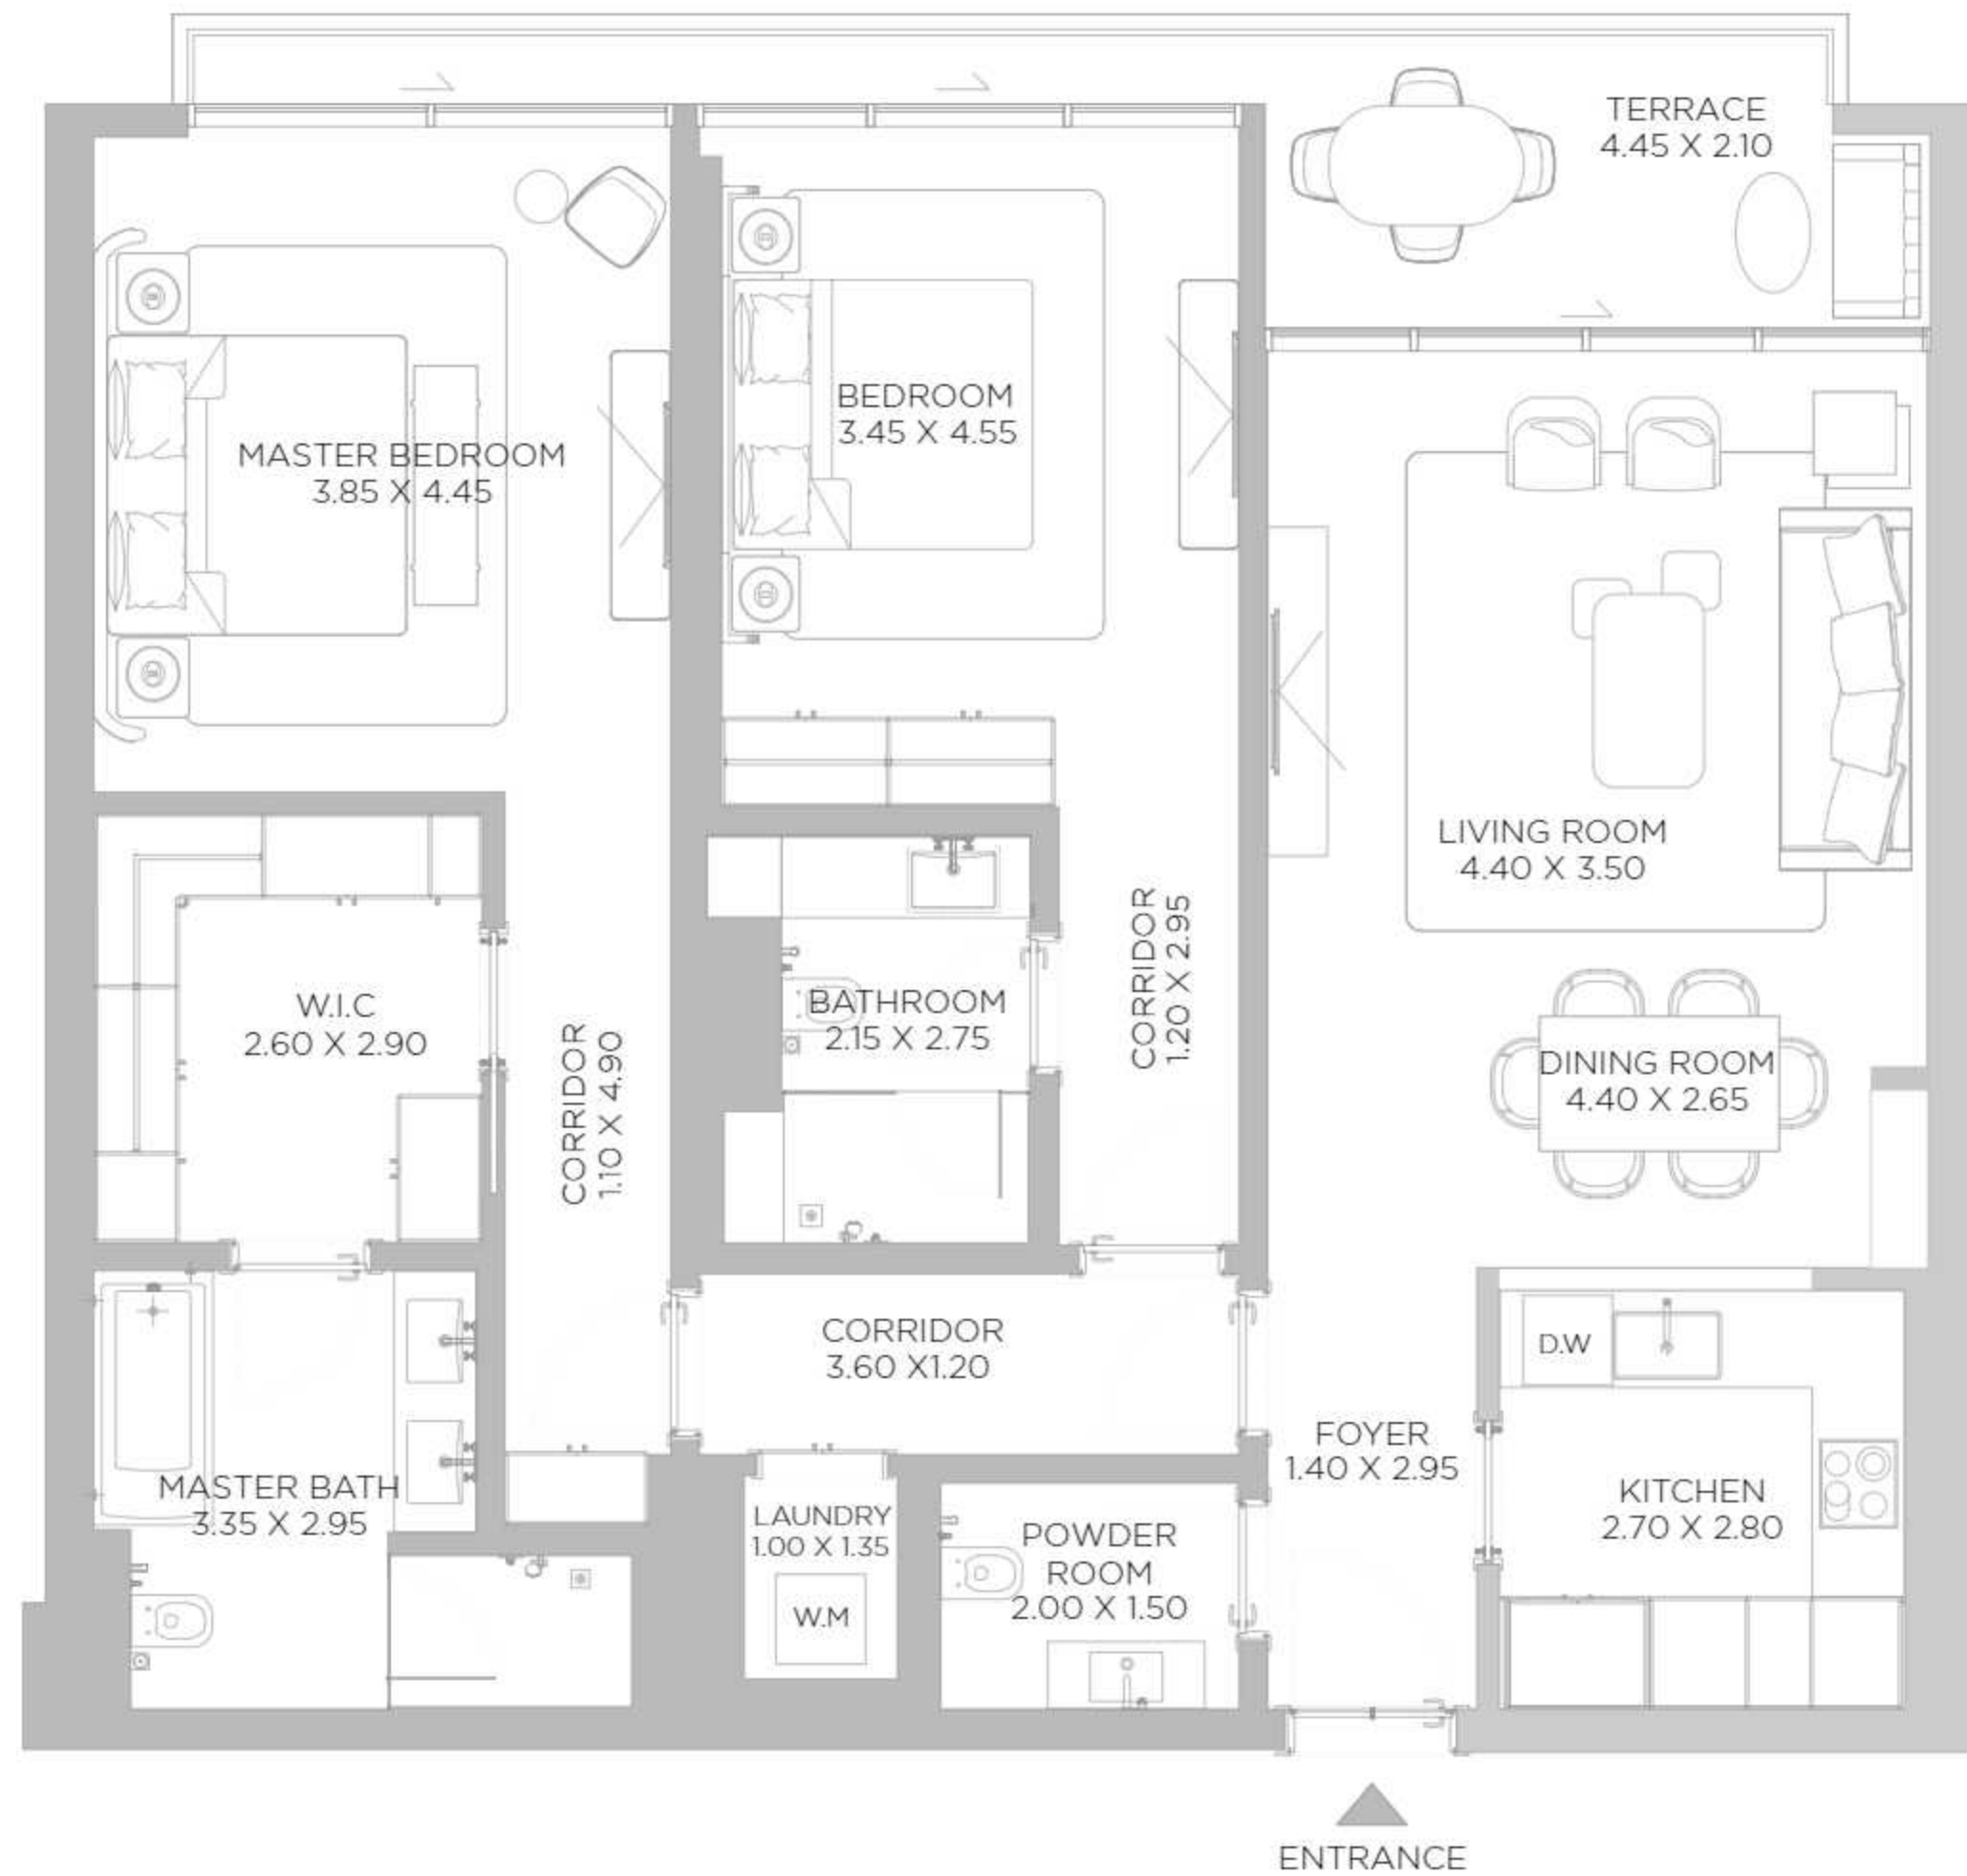 TERRACE
4.45 X 2.10
BEDROOM
3.45 X 4.55
MASTER BEDROOM
3.85 X 4.45
LIVING ROOM
4.40 X 3.50
CORRIDOR
1.20 X 2.95
W.I.C
2.60 X 2.90
BATHROOM
2.15 X 2.75
CORRIDOR
1.10 X 4.90
DINING ROOM
4.40 X 2.65
CORRIDOR
3.60 X1.20
D.W
FOYER
1.40 X 2.95
MASTER BATH
3.35 X 2.95
LAUNDRY
1.00 X 1.35
W.M
POWDER
ROOM
2.00 X 1.50
KITCHEN
2.70 X 2.80
ENTRANCE